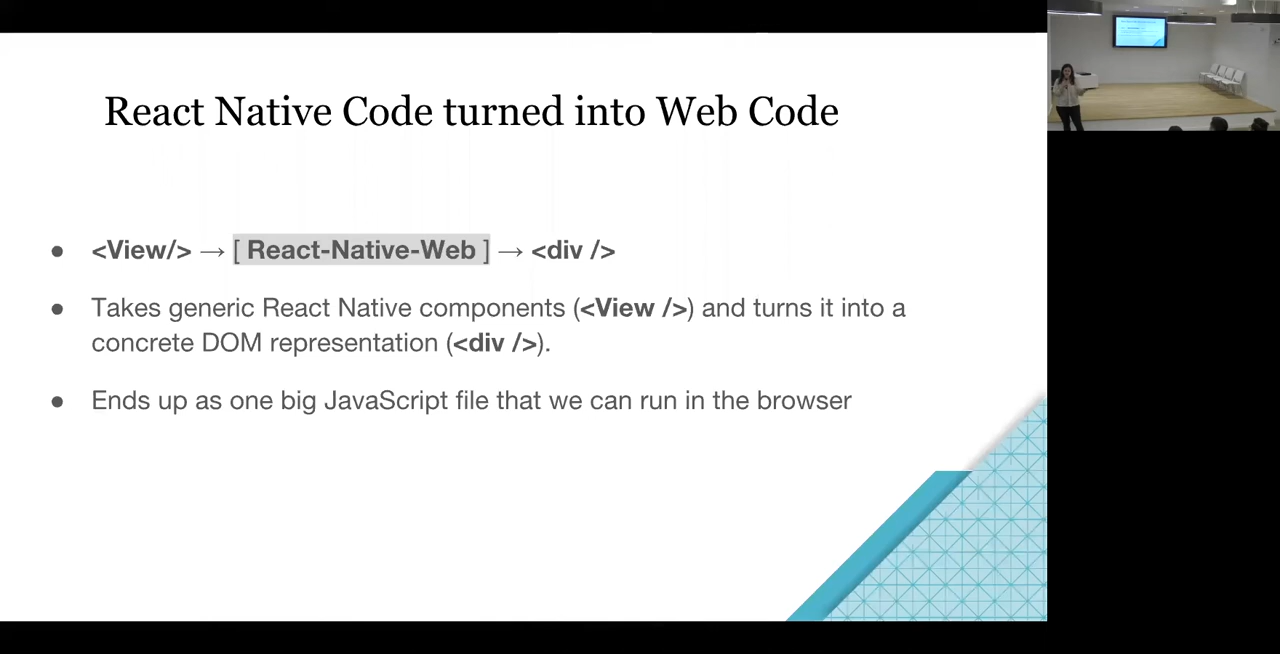 React Native Code turned into Web Code
● <View/> → [ React-Native-Web ] → <div />
● Takes generic React Native components (<View />) and turns it into a
concrete DOM representation (<div />).
● Ends up as one big JavaScript file that we can run in the browser